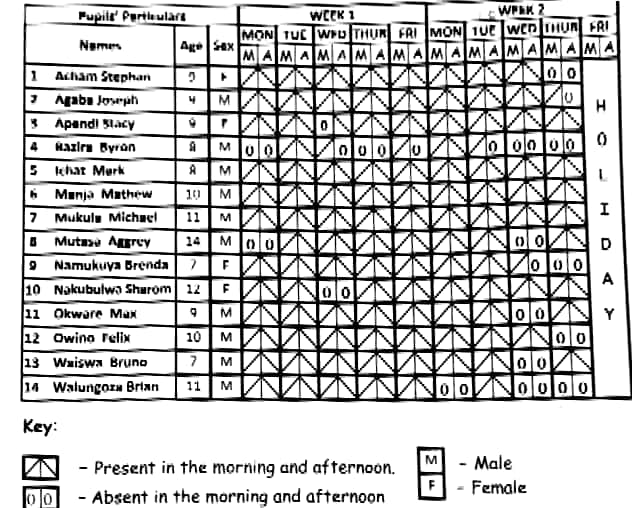 Pupils' Particulars WEEK 1 WEEK 2
MON TUE WED THUR FRI MON TUE WED THUR FRI
Names Age Sex M A M A M A M A M A M A M A M A M A M A
1 Acham Stephan F 0 0
2 Agaba Joseph 4 M 0
3 Apendi Stacy 9 F 0
4 Byron 8 M 0 0 0 0 0 0 0 0 0 0 0
5 Ichat Mark 8 M
6 Manja Mathew 10 M
7 Mukula Michael 11 M
8 Mutasa Aggrey 14 M 0 0 0 0
9 Namukuya Brenda 7 F 0 0 0
10 Nakubulwa Sharom 12 F 0 0
11 Okware Max 9 M 0 0
12 Owino Felix 10 M 0 0
13 Waiswa Bruno 7 M 0 0
14 Walungoza Brian 11 M 0 0 0 0 0 0
HOLIDAY
Key:
- Present in the morning and afternoon.
M - Male
0 0 - Absent in the morning and afternoon
F - Female